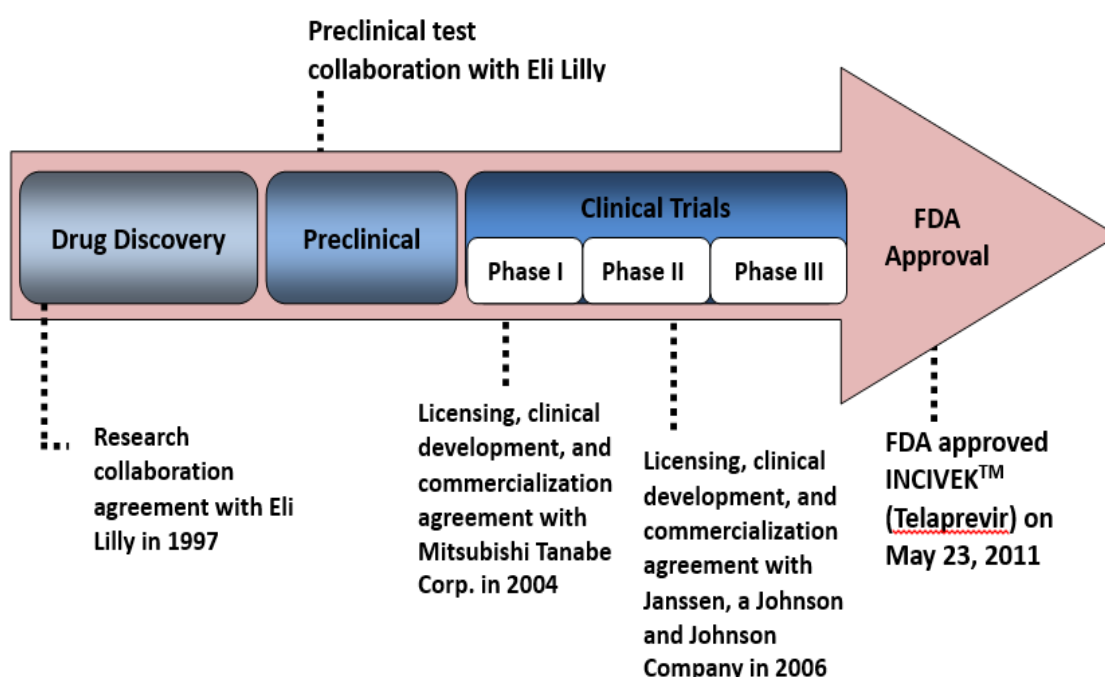 Preclinical test
collaboration with Eli Lilly
Drug Discovery
Preclinical
Clinical Trials
Phase I
Phase II
Phase III
FDA
Approval
Research
collaboration
agreement with Eli
Lilly in 1997
Licensing, clinical
development, and
commercialization
agreement with
Mitsubishi Tanabe
Corp. in 2004
Licensing, clinical
development, and
commercialization
agreement with
Janssen, a Johnson
and Johnson
Company in 2006
FDA approved
INCIVEK™
(Telaprevir) on
May 23, 2011